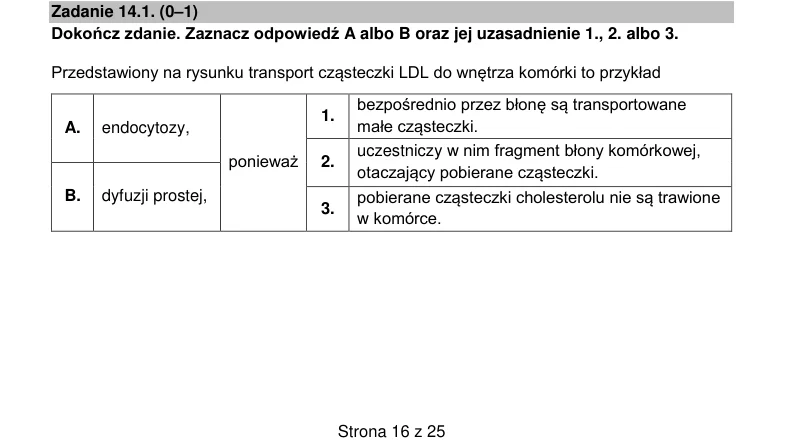 Zadanie 14.1. (0–1)
Dokończ zdanie. Zaznacz odpowiedź A albo B oraz jej uzasadnienie 1., 2. albo 3.
Przedstawiony na rysunku transport cząsteczki LDL do wnętrza komórki to przykład
A. endocytozy,
B. dyfuzji prostej,
ponieważ
1. bezpośrednio przez błonę są transportowane
małe cząsteczki.
2. uczestniczy w nim fragment błony komórkowej,
otaczający pobierane cząsteczki.
3. pobierane cząsteczki cholesterolu nie są trawione
w komórce.
Strona 16 z 25